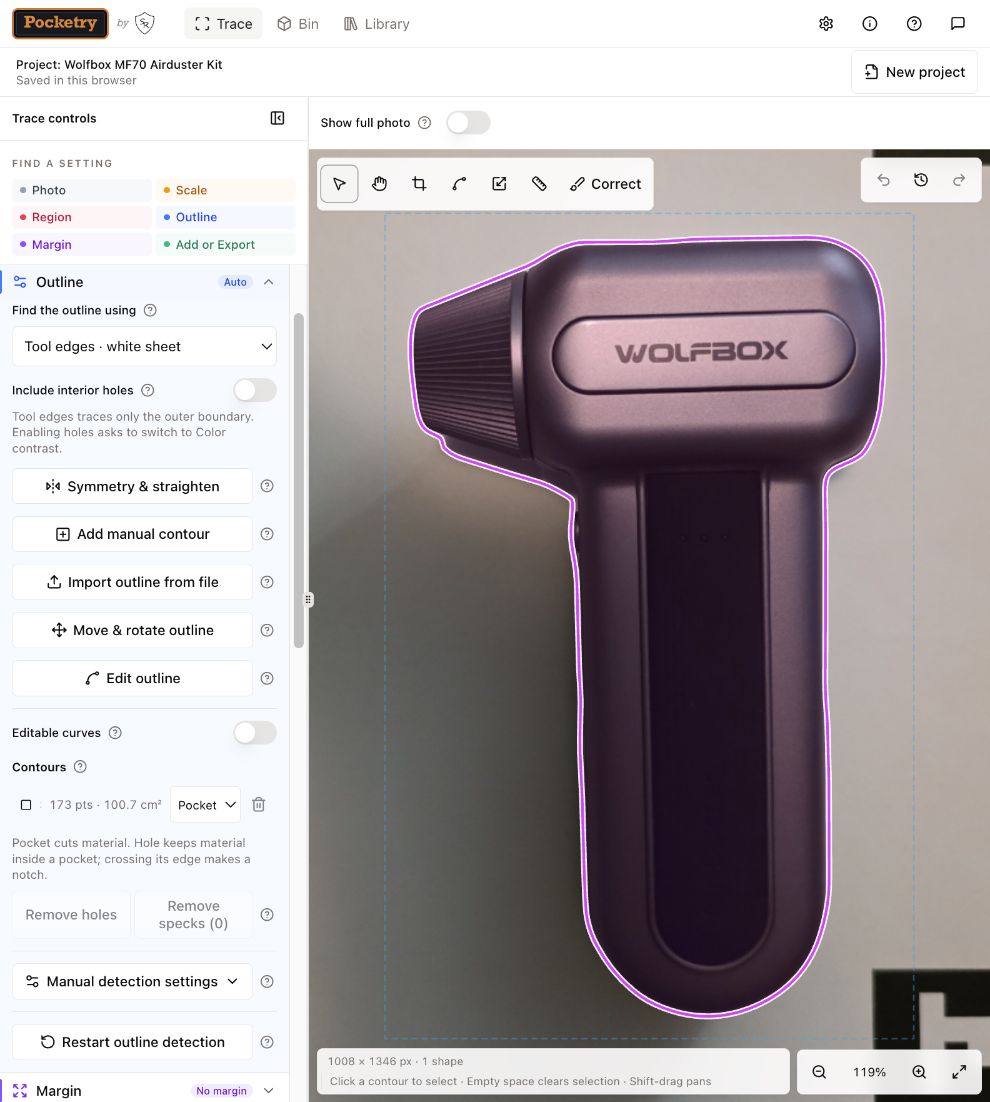 Pocketry by SR Trace Bin Library
Project: Wolfbox MF70 Airduster Kit
Saved in this browser
New project
Trace controls
Show full photo
FIND A SETTING
Photo Scale
Region Outline
Margin Add or Export
Outline Auto
Find the outline using
Tool edges · white sheet
Include interior holes
Tool edges traces only the outer boundary.
Enabling holes asks to switch to Color
contrast.
Symmetry & straighten
Add manual contour
Import outline from file
Move & rotate outline
Edit outline
Editable curves
Contours
173 pts · 100.7 cm² Pocket
Pocket cuts material. Hole keeps material
inside a pocket; crossing its edge makes a
notch.
Remove holes
Remove
specks (0)
Manual detection settings
Restart outline detection
Margin No margin
Correct
WOLFBOX
1008 × 1346 px · 1 shape
Click a contour to select · Empty space clears selection · Shift-drag pans
119%